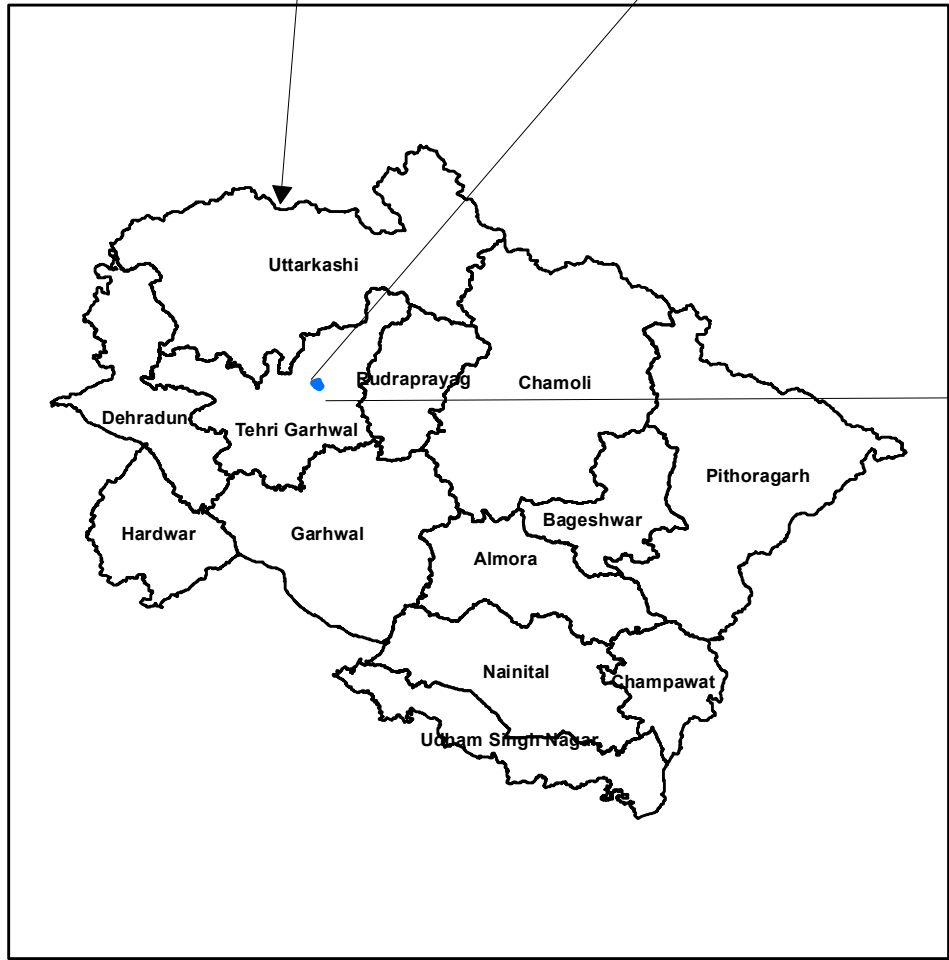 Uttarkashi
Rudraprayag
Chamoli
Dehradun
Tehri Garhwal
Pithoragarh
Hardwar
Garhwal
Bageshwar
Almora
Nainital
Champawat
Udham Singh Nagar